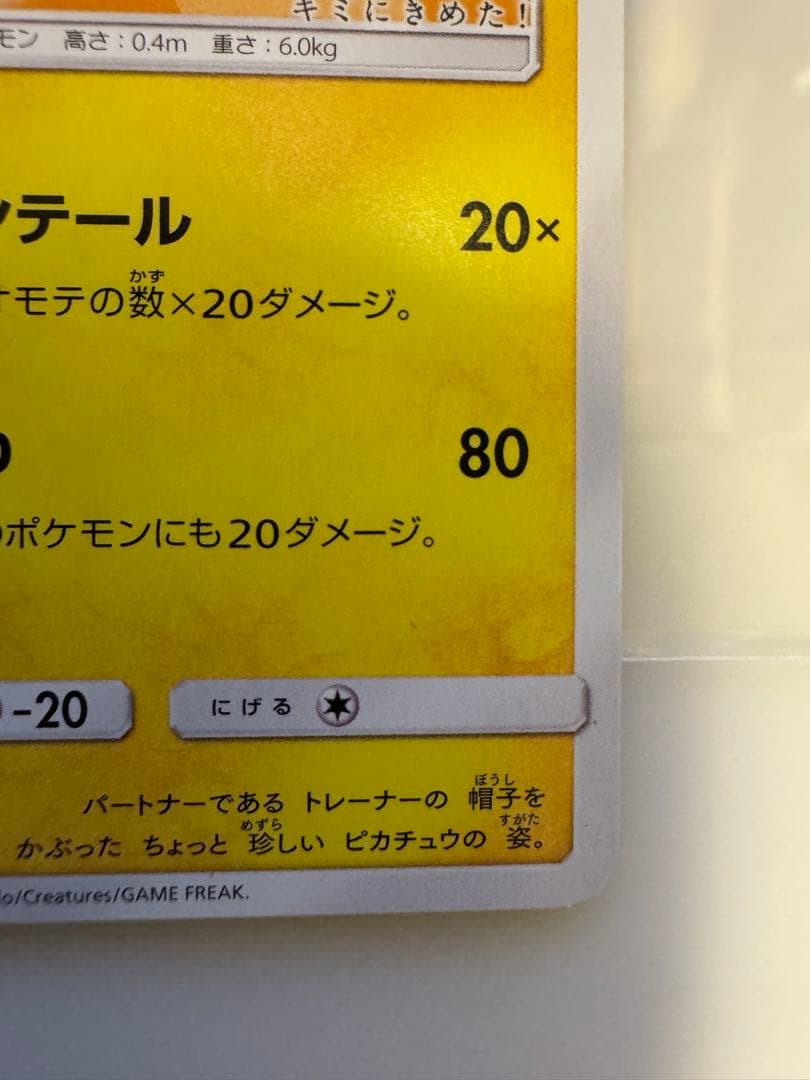 キミにきめた!
モン 高さ：0.4m 重さ：6.0kg
ンテール 20×
かず
オモテの数×20ダメージ。
80
のポケモンにも20ダメージ。
−20 にげる
ぼうし
パートナーである トレーナーの 帽子を
めずら すがた
かぶった ちょっと 珍しい ピカチュウの 姿。
do/Creatures/GAME FREAK.